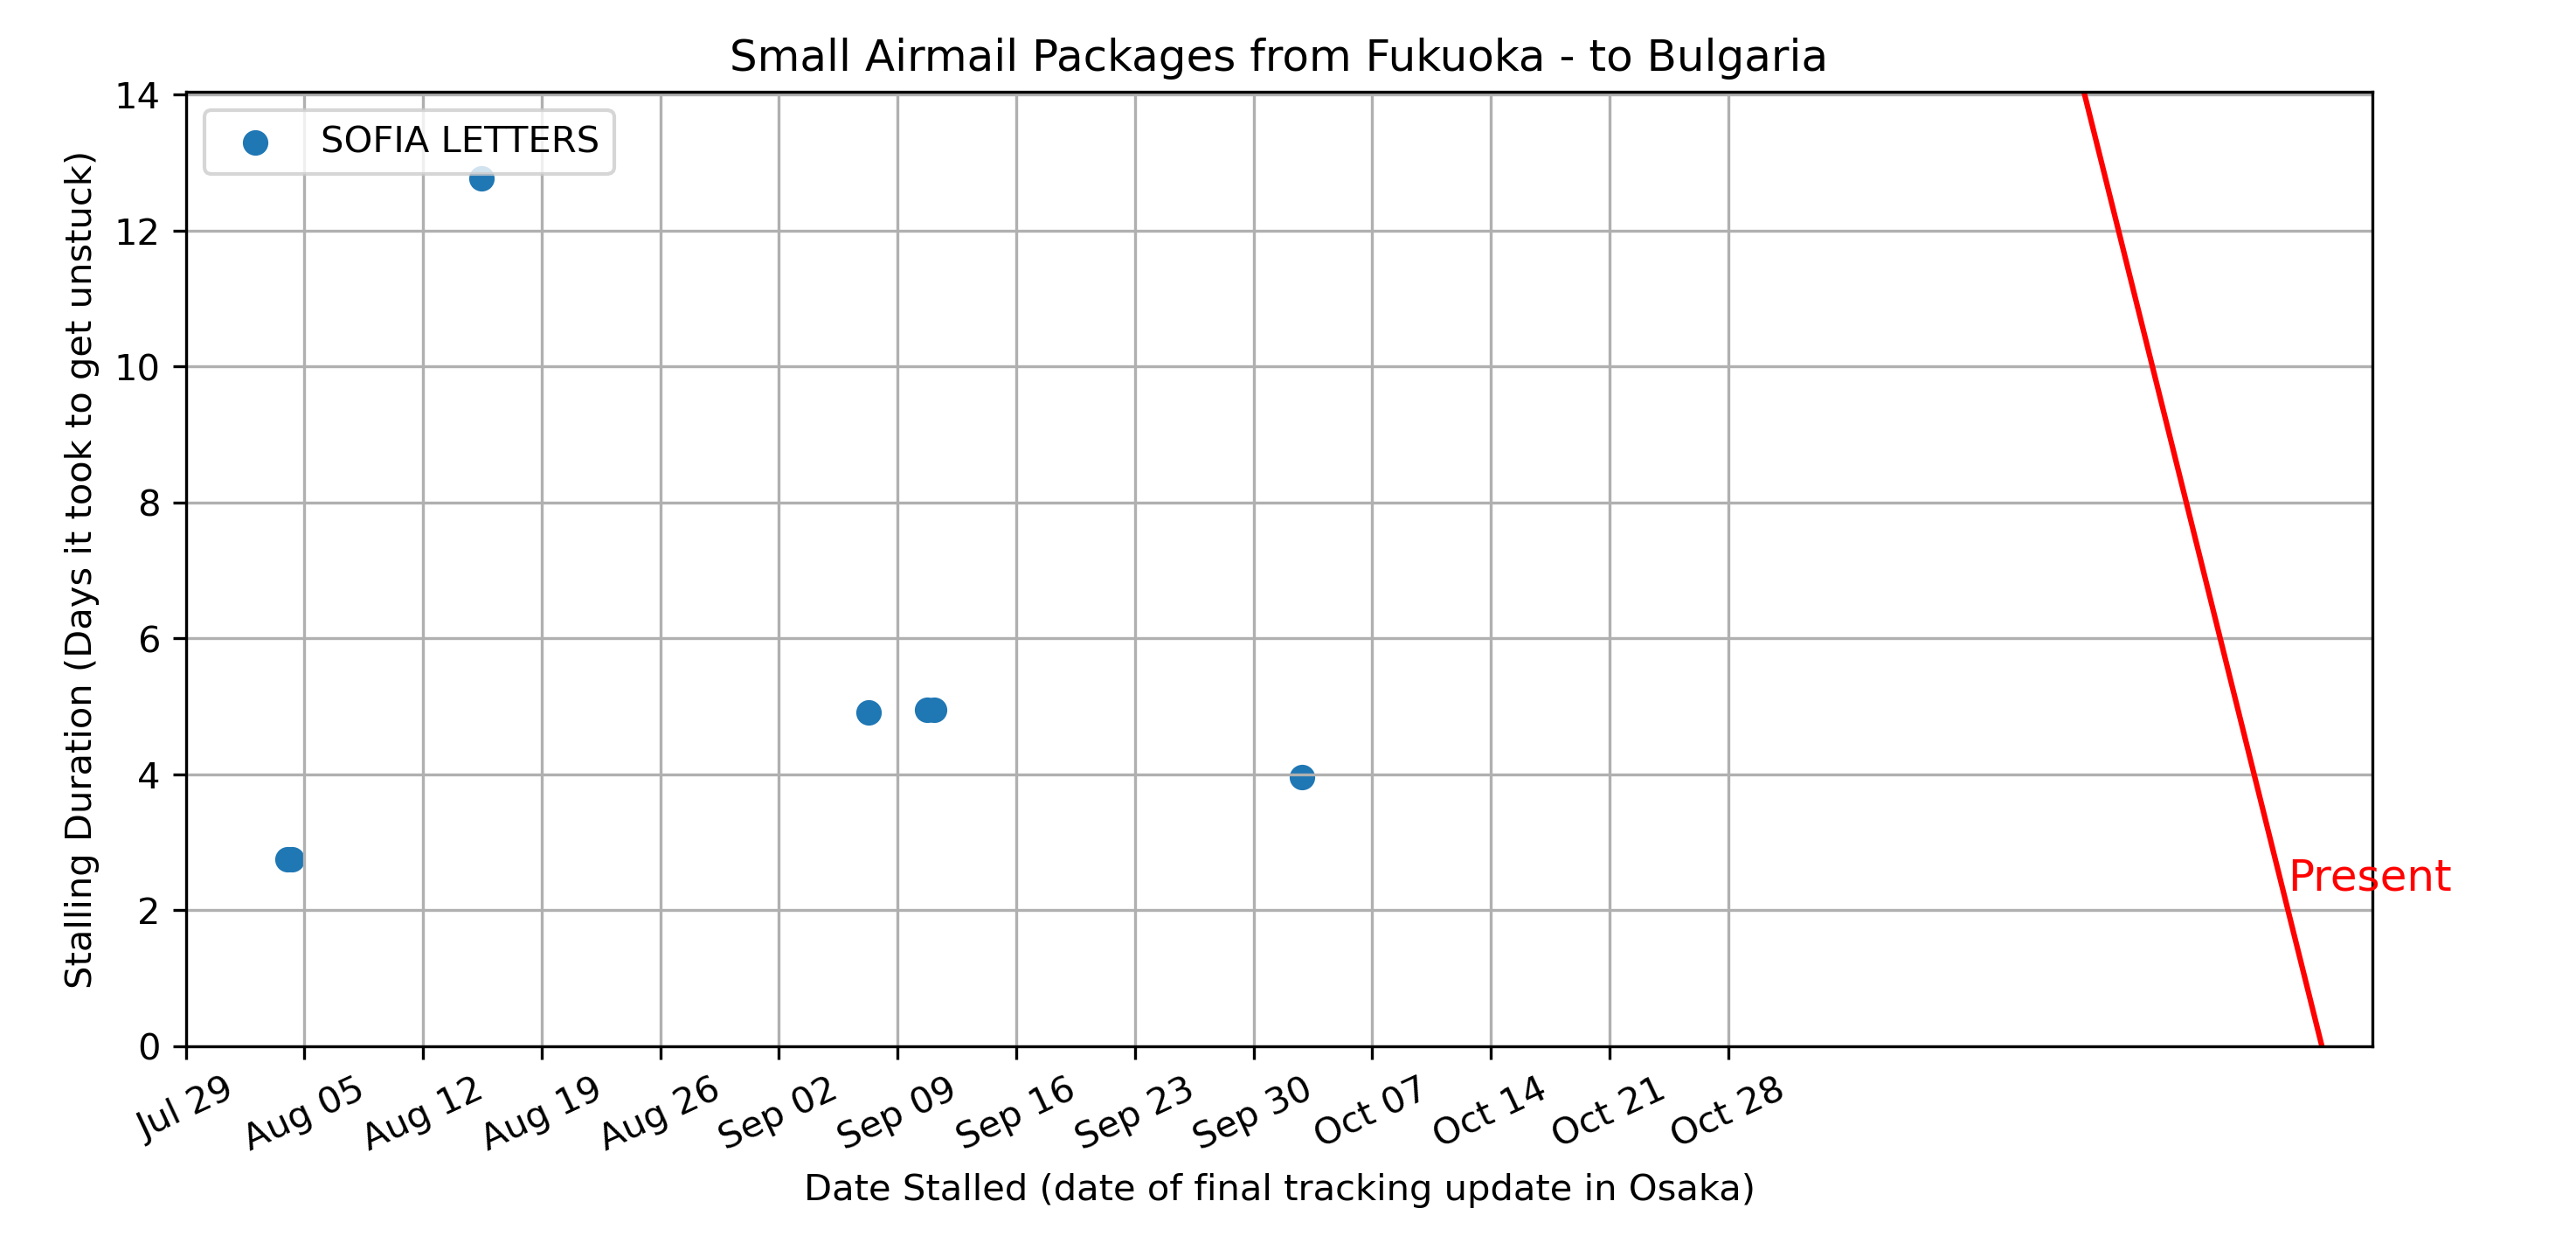 Small Airmail Packages from Fukuoka - to Bulgaria
SOFIA LETTERS
Stalling Duration (Days it took to get unstuck)
14
12
10
8
6
4
2
0
Present
Jul 29
Aug 05
Aug 12
Aug 19
Aug 26
Sep 02
Sep 09
Sep 16
Sep 23
Sep 30
Oct 07
Oct 14
Oct 21
Oct 28
Date Stalled (date of final tracking update in Osaka)